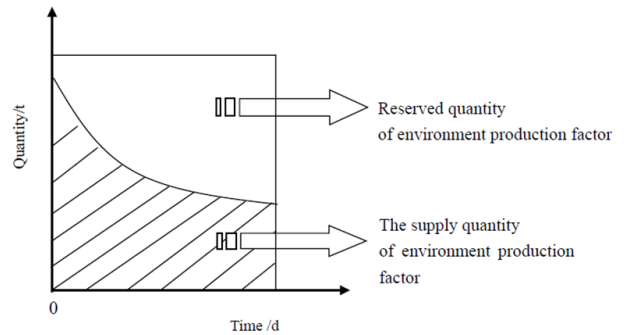 Quantity/t
Reserved quantity
of environment production factor
The supply quantity
of environment production
factor
0
Time /d